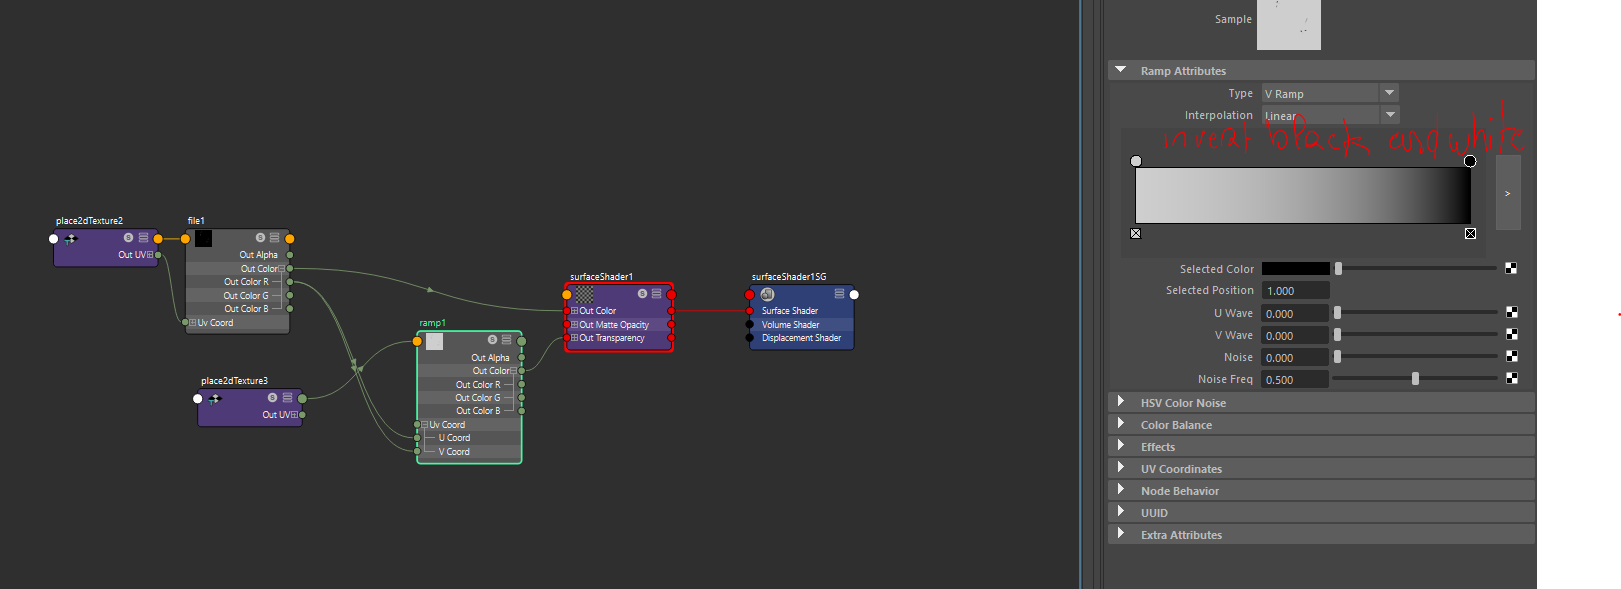 Sample
Ramp Attributes
Type V Ramp
Interpolation Linear
invert black and white
>
Selected Color
Selected Position 1.000
U Wave 0.000
V Wave 0.000
Noise 0.000
Noise Freq 0.500
HSV Color Noise
Color Balance
Effects
UV Coordinates
Node Behavior
UUID
Extra Attributes
place2dTexture2
S
Out UV
file1
S
Out Alpha
Out Color
Out Color R
Out Color G
Out Color B
Uv Coord
place2dTexture3
S
Out UV
ramp1
S
Out Alpha
Out Color
Out Color R
Out Color G
Out Color B
Uv Coord
U Coord
V Coord
surfaceShader1
S
Out Color
Out Matte Opacity
Out Transparency
surfaceShader1SG
Surface Shader
Volume Shader
Displacement Shader